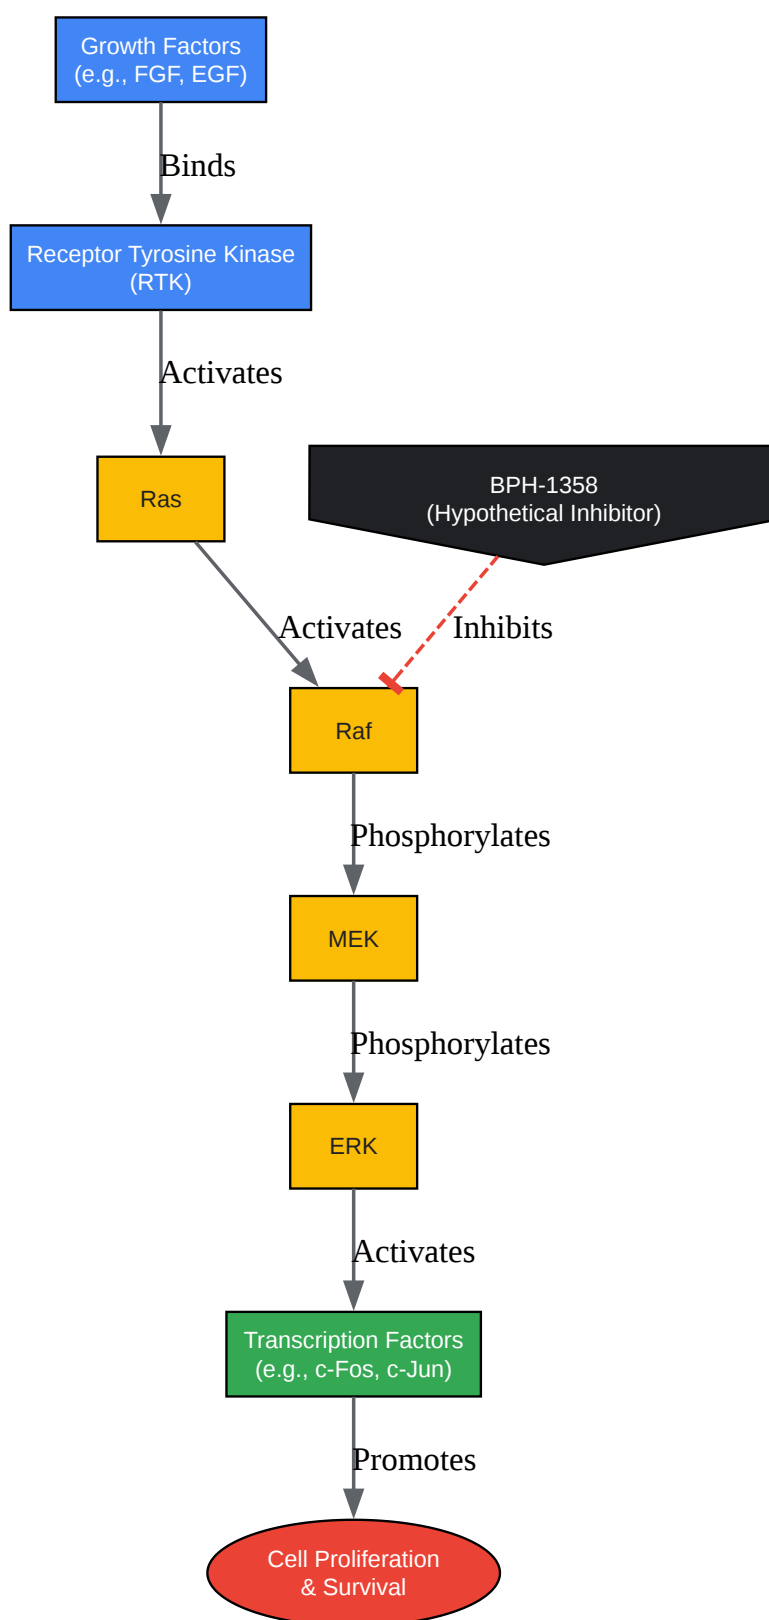 Growth Factors
(e.g., FGF, EGF)
Binds
Receptor Tyrosine Kinase
(RTK)
Activates
Ras
BPH-1358
(Hypothetical Inhibitor)
Activates
Inhibits
Raf
Phosphorylates
MEK
Phosphorylates
ERK
Activates
Transcription Factors
(e.g., c-Fos, c-Jun)
Promotes
Cell Proliferation
& Survival